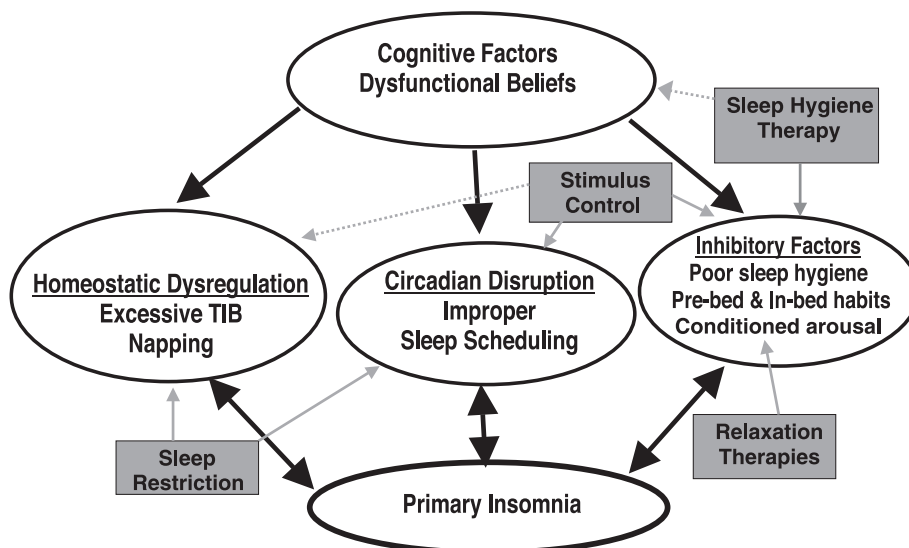 Cognitive Factors
Dysfunctional Beliefs
Sleep Hygiene
Therapy
Stimulus
Control
Homeostatic Dysregulation
Excessive TIB
Napping
Circadian Disruption
Improper
Sleep Scheduling
Inhibitory Factors
Poor sleep hygiene
Pre-bed & In-bed habits
Conditioned arousal
Sleep
Restriction
Relaxation
Therapies
Primary Insomnia